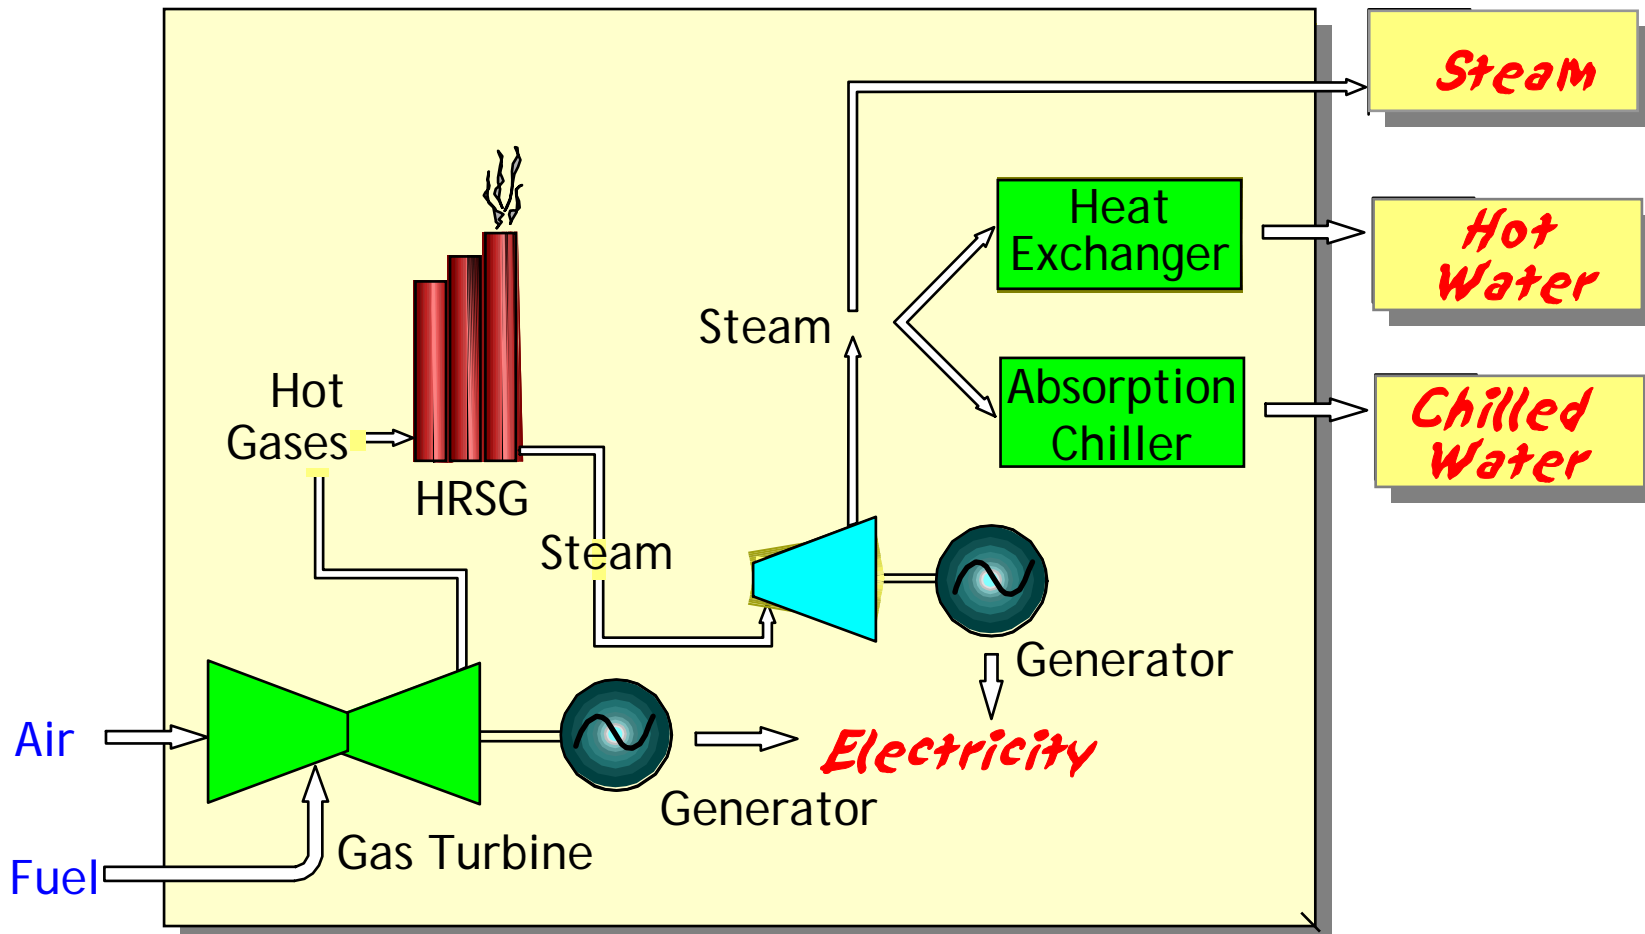 Steam
Heat
Exchanger
Hot
Water
Steam
Absorption
Chiller
Chilled
Water
Hot
Gases
HRSG
Steam
Generator
Air
Electricity
Generator
Gas Turbine
Fuel